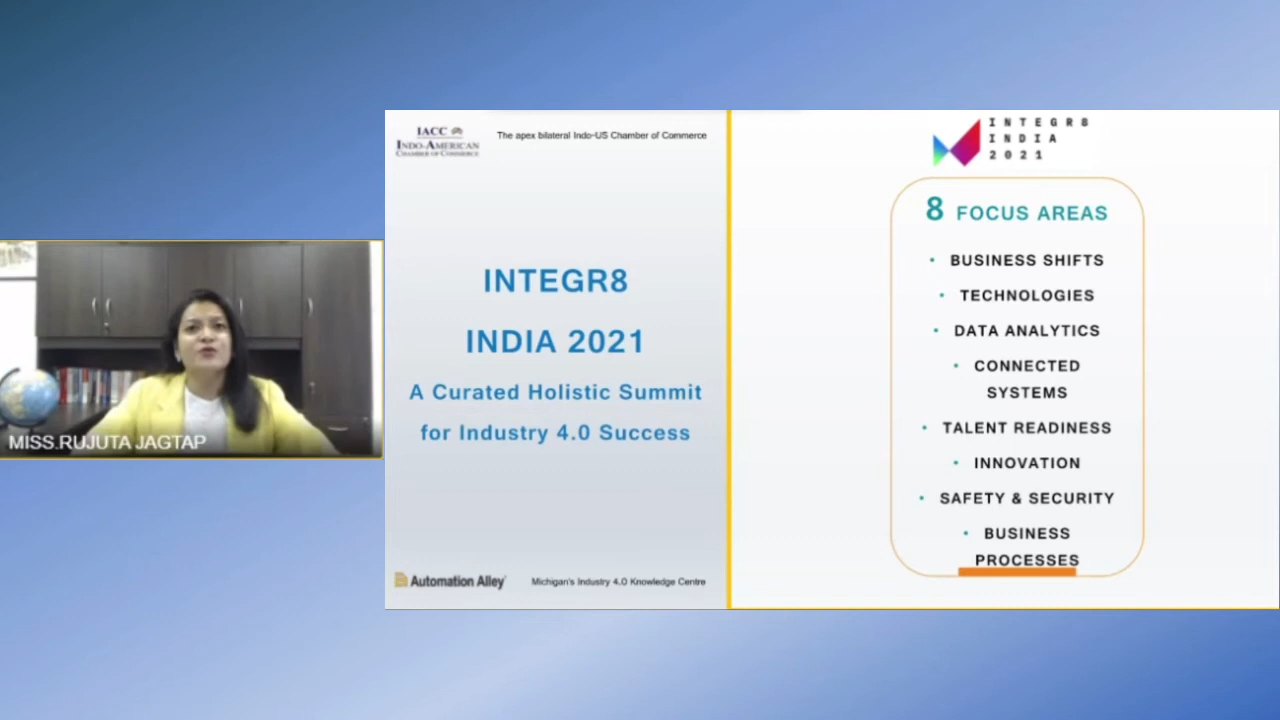 MISS.RUJUTA JAGTAP
IACC
INDO-AMERICAN
CHAMBER OF COMMERCE
The apex bilateral Indo-US Chamber of Commerce
INTEGR8
INDIA 2021
A Curated Holistic Summit
for Industry 4.0 Success
Automation Alley
Michigan's Industry 4.0 Knowledge Centre
INTEGR8
INDIA
2021
8 FOCUS AREAS
• BUSINESS SHIFTS
• TECHNOLOGIES
• DATA ANALYTICS
• CONNECTED
SYSTEMS
• TALENT READINESS
• INNOVATION
• SAFETY & SECURITY
• BUSINESS
PROCESSES